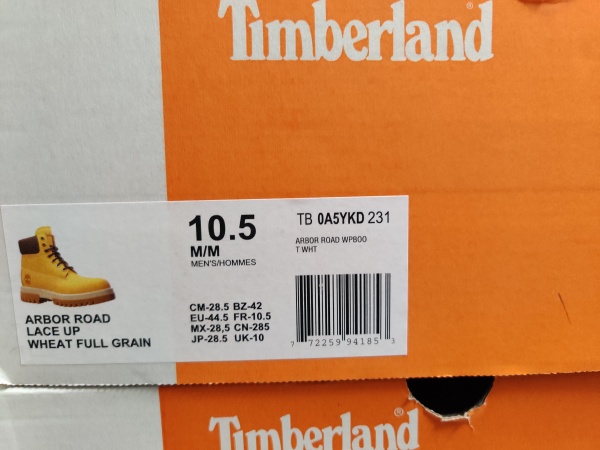 Timberland®
10.5
M/M
MEN'S/HOMMES
TB 0A5YKD 231
ARBOR ROAD WPBOO
T WHT
ARBOR ROAD
LACE UP
WHEAT FULL GRAIN
CM-28.5 BZ-42
EU-44.5 FR-10.5
MX-28,5 CN-285
JP-28.5 UK-10
7 72259 94185 3
Timberland®